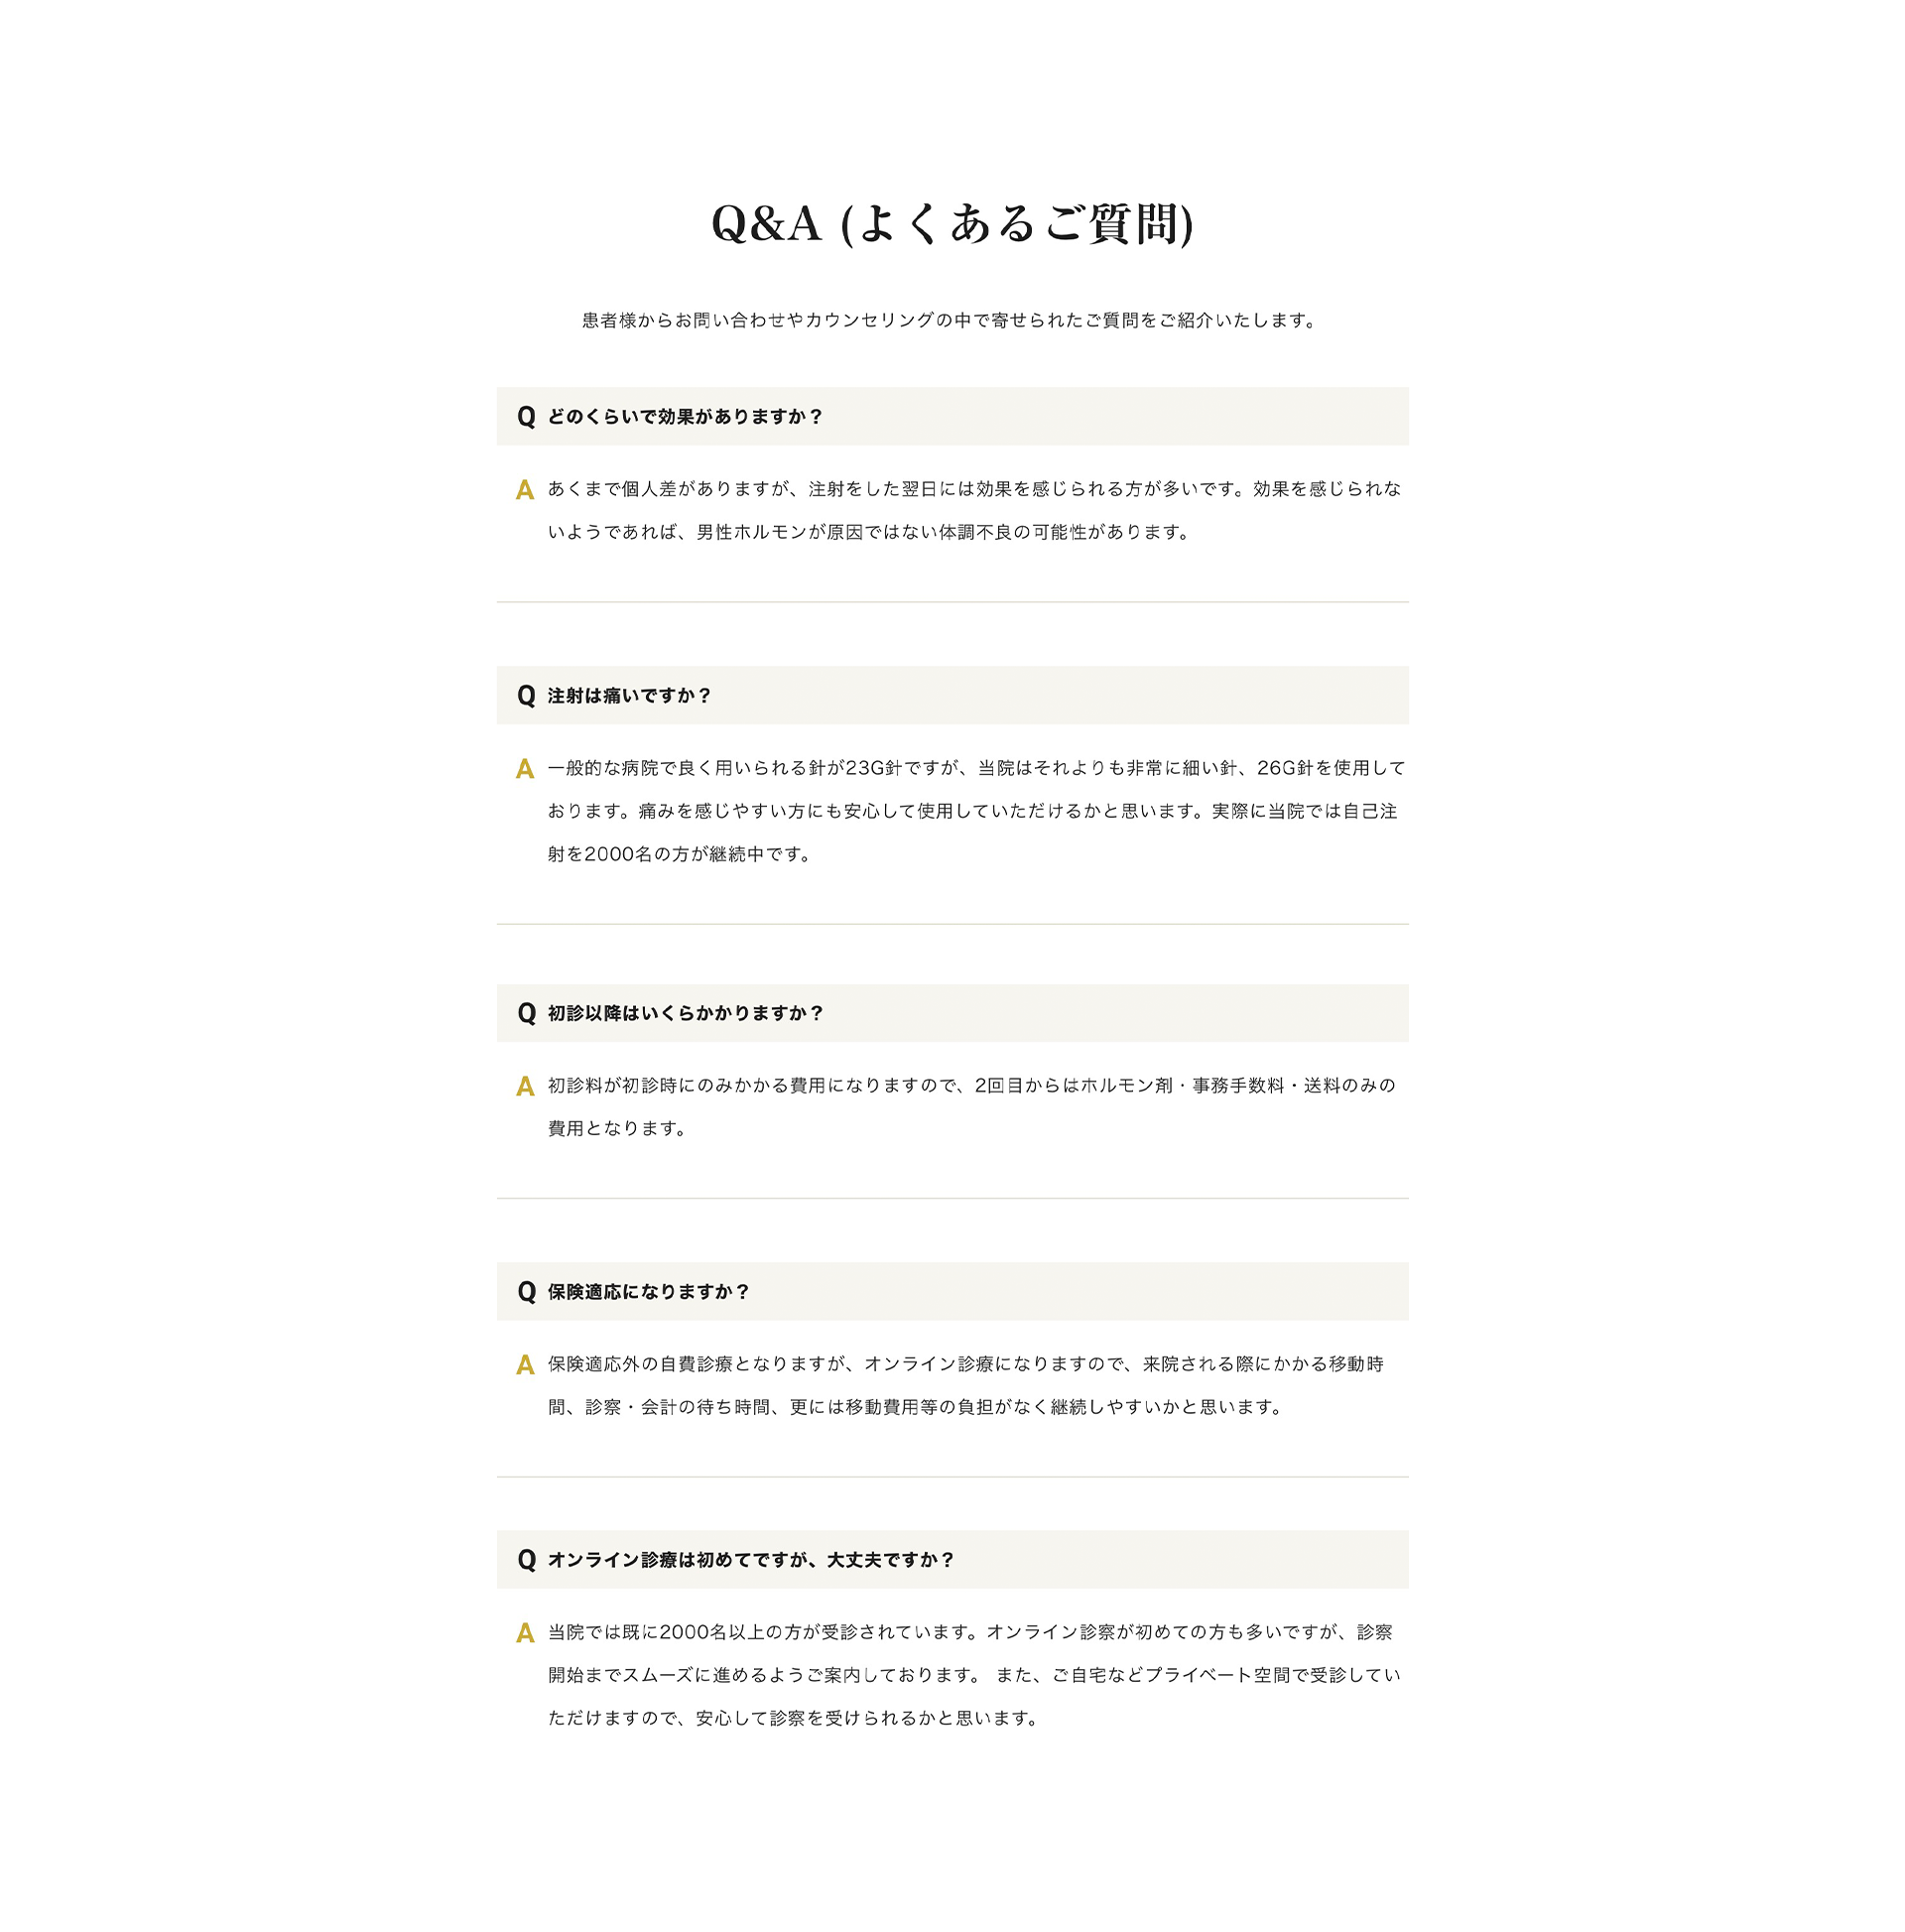 Q&A (よくあるご質問)
患者様からお問い合わせやカウンセリングの中で寄せられたご質問をご紹介いたします。
Q どのくらいで効果がありますか？
A あくまで個人差がありますが、注射をした翌日には効果を感じられる方が多いです。効果を感じられな
いようであれば、男性ホルモンが原因ではない体調不良の可能性があります。
Q 注射は痛いですか？
A 一般的な病院で良く用いられる針が23G針ですが、当院はそれよりも非常に細い針、26G針を使用して
おります。痛みを感じやすい方にも安心して使用していただけるかと思います。実際に当院では自己注
射を2000名の方が継続中です。
Q 初診以降はいくらかかりますか？
A 初診料が初診時にのみかかる費用になりますので、2回目からはホルモン剤・事務手数料・送料のみの
費用となります。
Q 保険適応になりますか？
A 保険適応外の自費診療となりますが、オンライン診療になりますので、来院される際にかかる移動時
間、診察・会計の待ち時間、更には移動費用等の負担がなく継続しやすいかと思います。
Q オンライン診療は初めてですが、大丈夫ですか？
A 当院では既に2000名以上の方が受診されています。オンライン診察が初めての方も多いですが、診察
開始までスムーズに進めるようご案内しております。 また、ご自宅などプライベート空間で受診してい
ただけますので、安心して診察を受けられるかと思います。